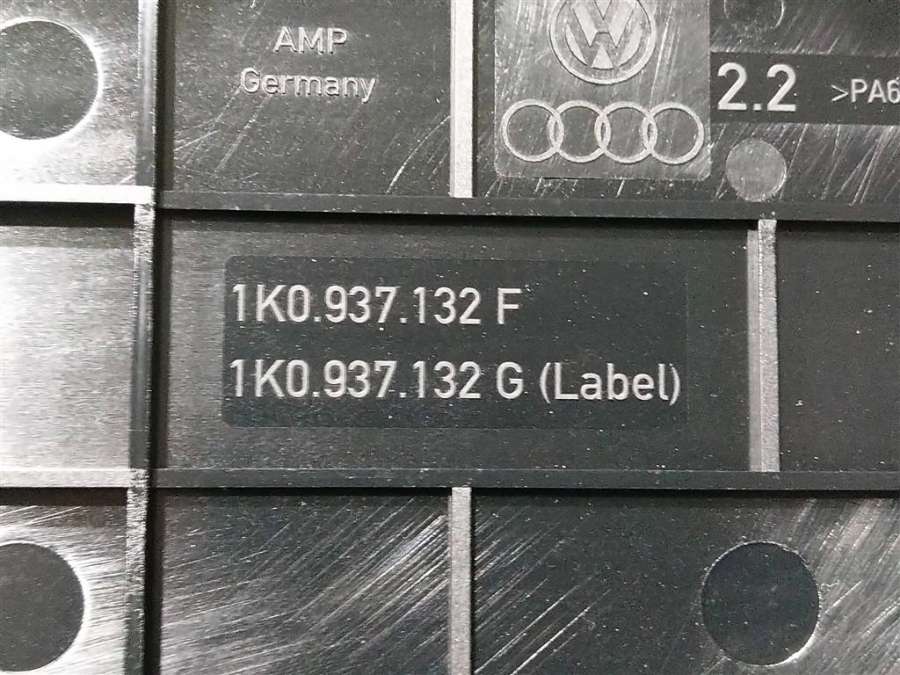 AMP
Germany
2.2 >PA6
1K0.937.132 F
1K0.937.132 G (Label)